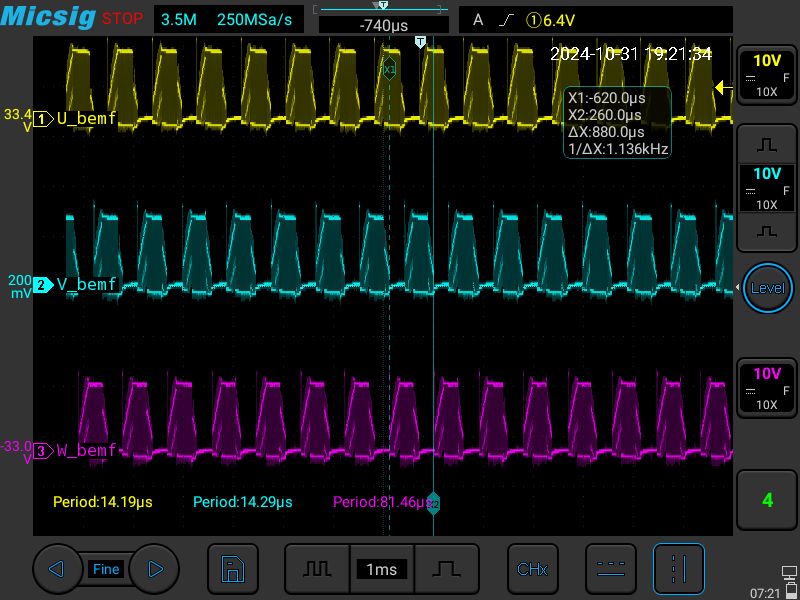 Micsig STOP 3.5M 250MSa/s T -740µs A ①6.4V
2024-10-31 19:21:34
T
X1
X1:-620.0µs
X2:260.0µs
ΔX:880.0µs
1/ΔX:1.136kHz
33.4 V 1 U_bemf
200 mV 2 V_bemf
-33.0 V 3 W_bemf
Period:14.19µs Period:14.29µs Period:81.46µs X2
10V
F
10X
10V
F
10X
Level
10V
F
10X
4
Fine 1ms CHx
07:21